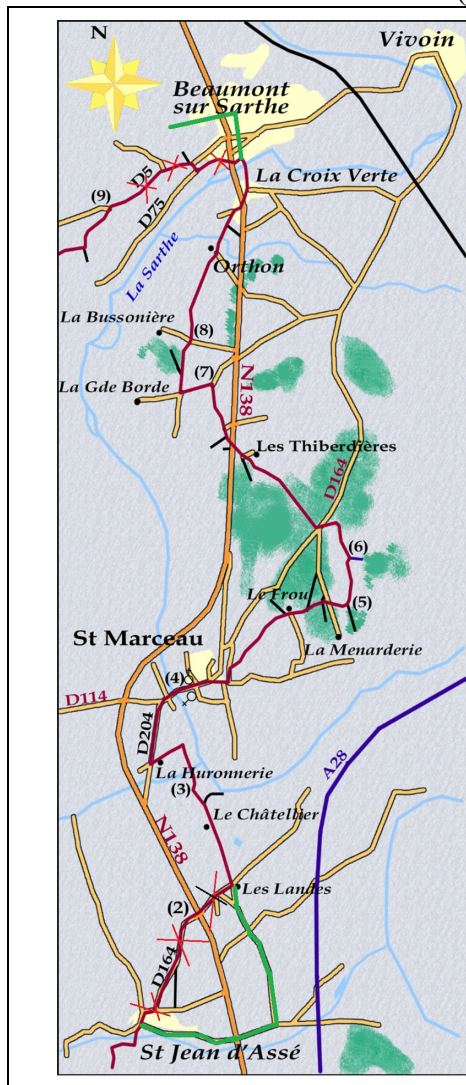 N
Vivoin
Beaumont
sur Sarthe
D5
La Croix Verte
(9)
D75
La Sarthe
Orthon
La Bussonière
(8)
(7)
La Gde Borde
N138
Les Thiberdières
D164
(6)
Le Frou
(5)
St Marceau
La Menarderie
(4)
D114
D204
La Huronnerie
A28
(3)
Le Châtellier
N138
Les Landes
(2)
D164
St Jean d'Assé